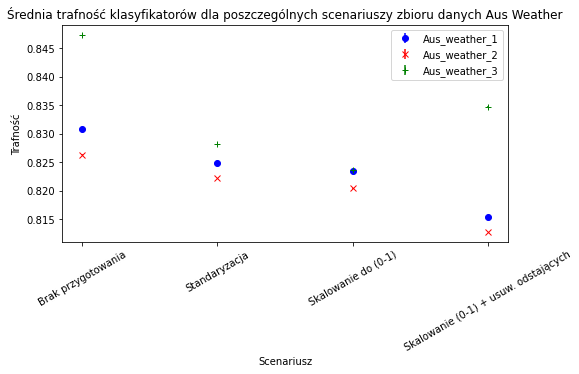 Średnia trafność klasyfikatorów dla poszczególnych scenariuszy zbioru danych Aus Weather
Aus_weather_1
Aus_weather_2
Aus_weather_3
Trafność
0.845
0.840
0.835
0.830
0.825
0.820
0.815
Brak przygotowania
Standaryzacja
Skalowanie do (0-1)
Skalowanie (0-1) + usuw. odstających
Scenariusz